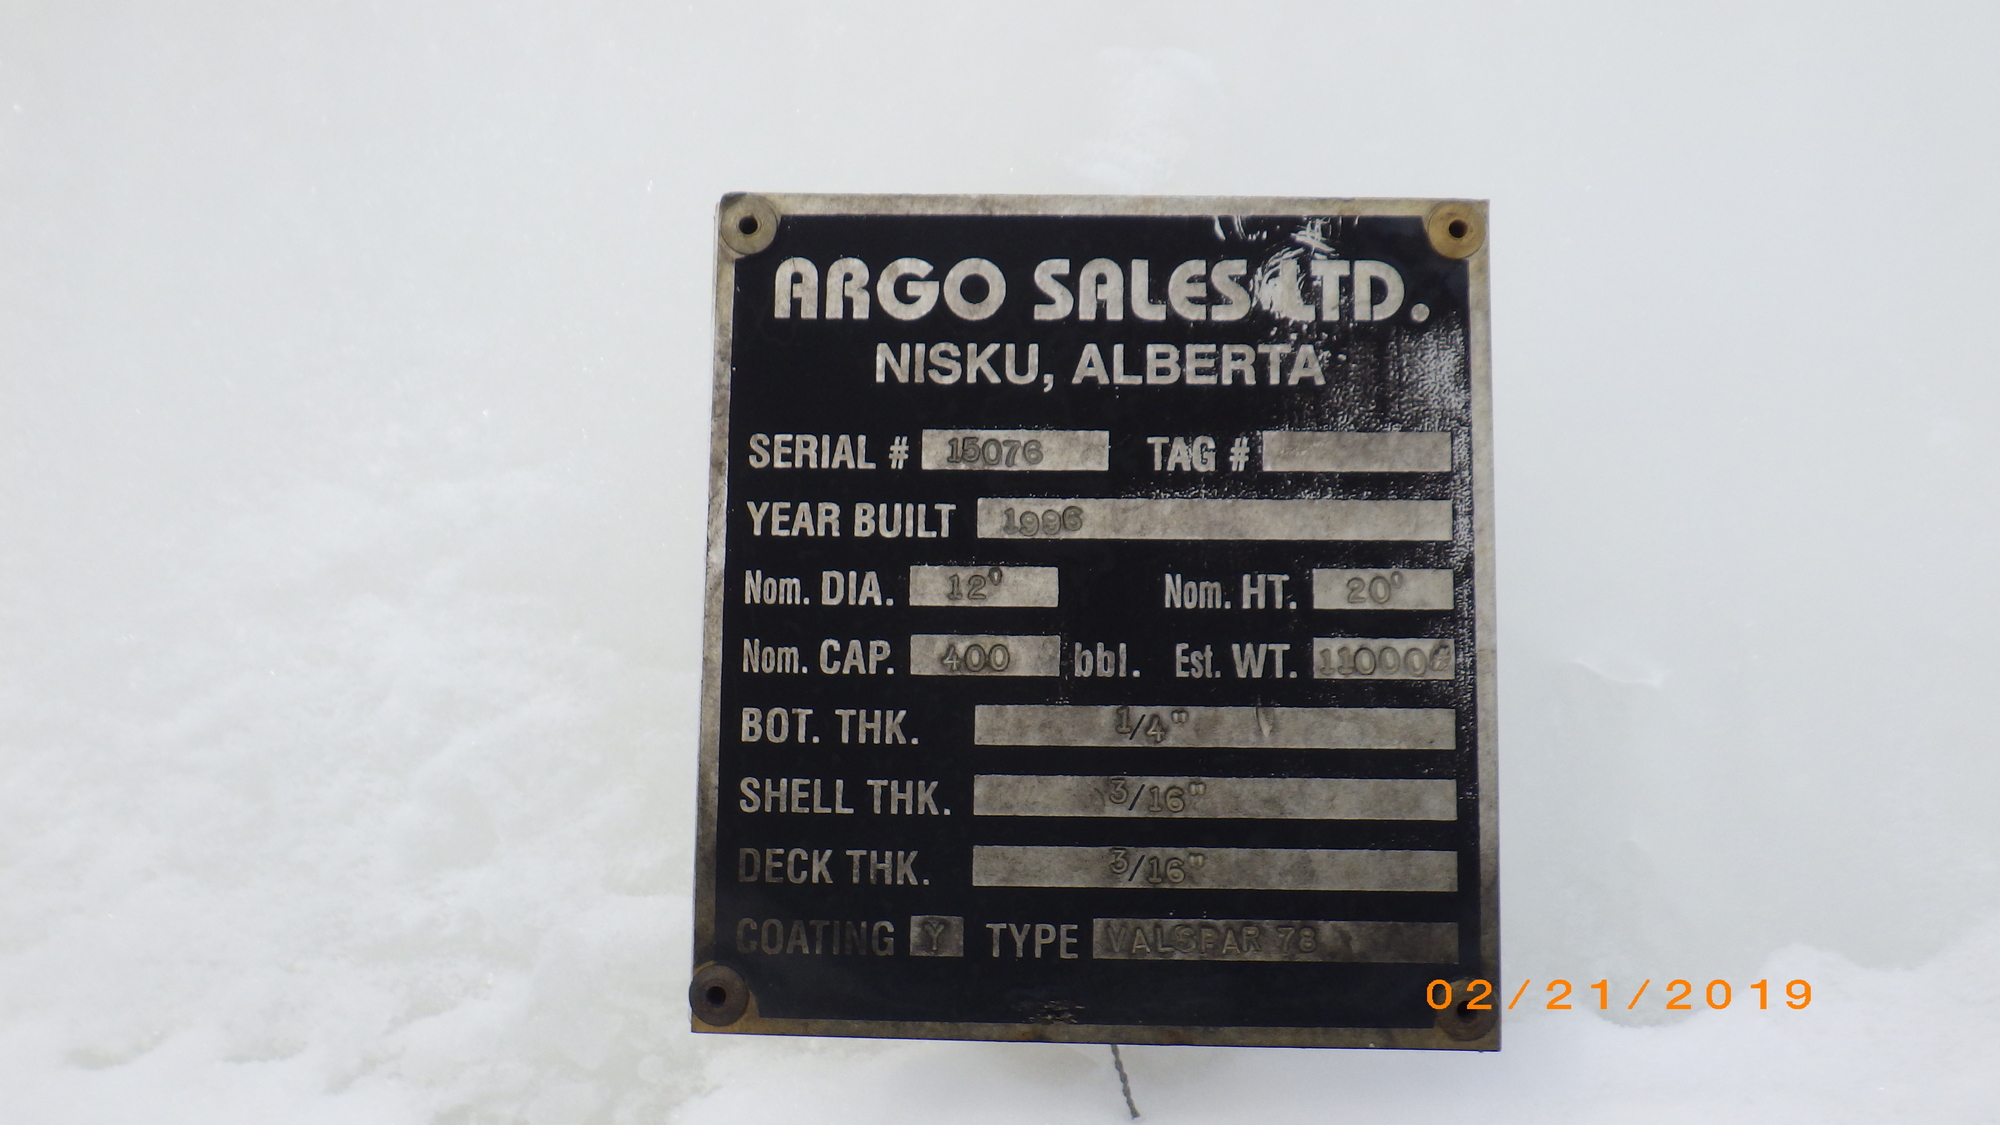 ARGO SALES LTD.
NISKU, ALBERTA
SERIAL # 15076 TAG #
YEAR BUILT 1996
Nom. DIA. 12' Nom. HT. 20'
Nom. CAP. 400 bbl. Est. WT. 11000#
BOT. THK. 1/4"
SHELL THK. 3/16"
DECK THK. 3/16"
COATING Y TYPE VALSPAR 78
02/21/2019